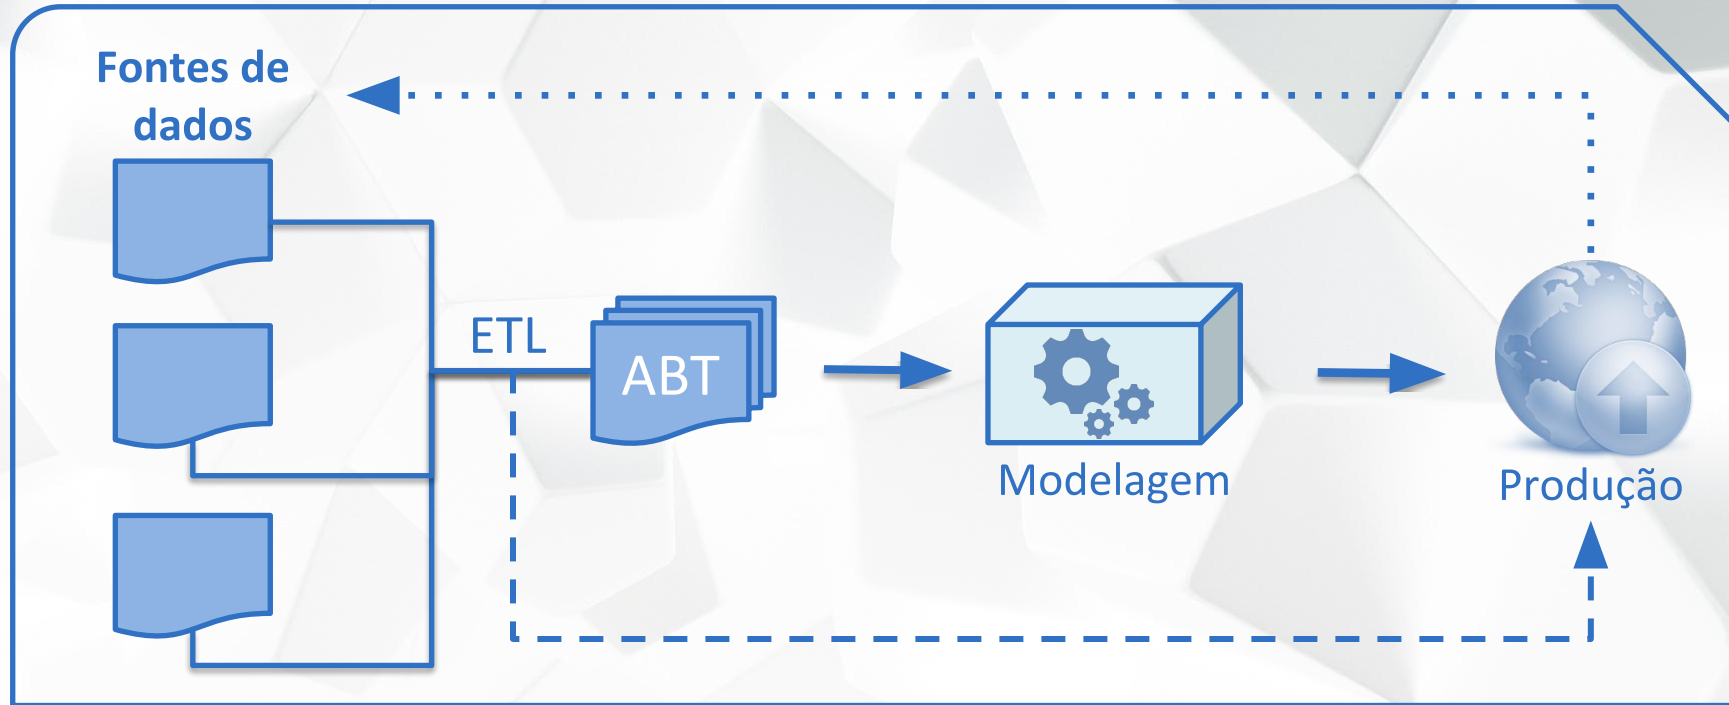 Fontes de
dados
ETL
ABT
Modelagem
Produção